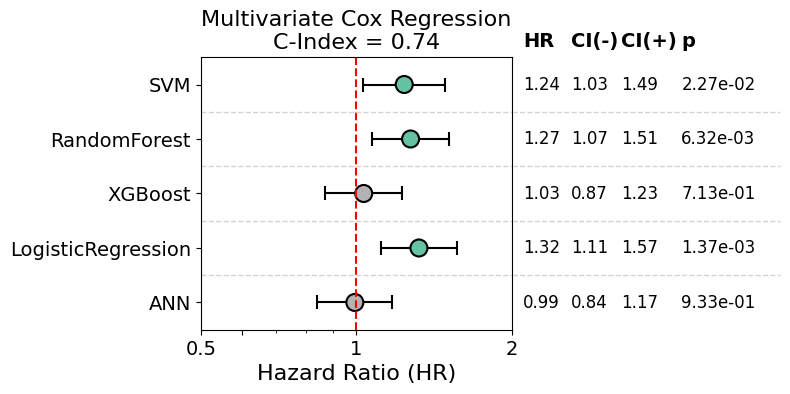 Multivariate Cox Regression
C-Index = 0.74
HR CI(-) CI(+) p
SVM 1.24 1.03 1.49 2.27e-02
RandomForest 1.27 1.07 1.51 6.32e-03
XGBoost 1.03 0.87 1.23 7.13e-01
LogisticRegression 1.32 1.11 1.57 1.37e-03
ANN 0.99 0.84 1.17 9.33e-01
0.5 1 2
Hazard Ratio (HR)